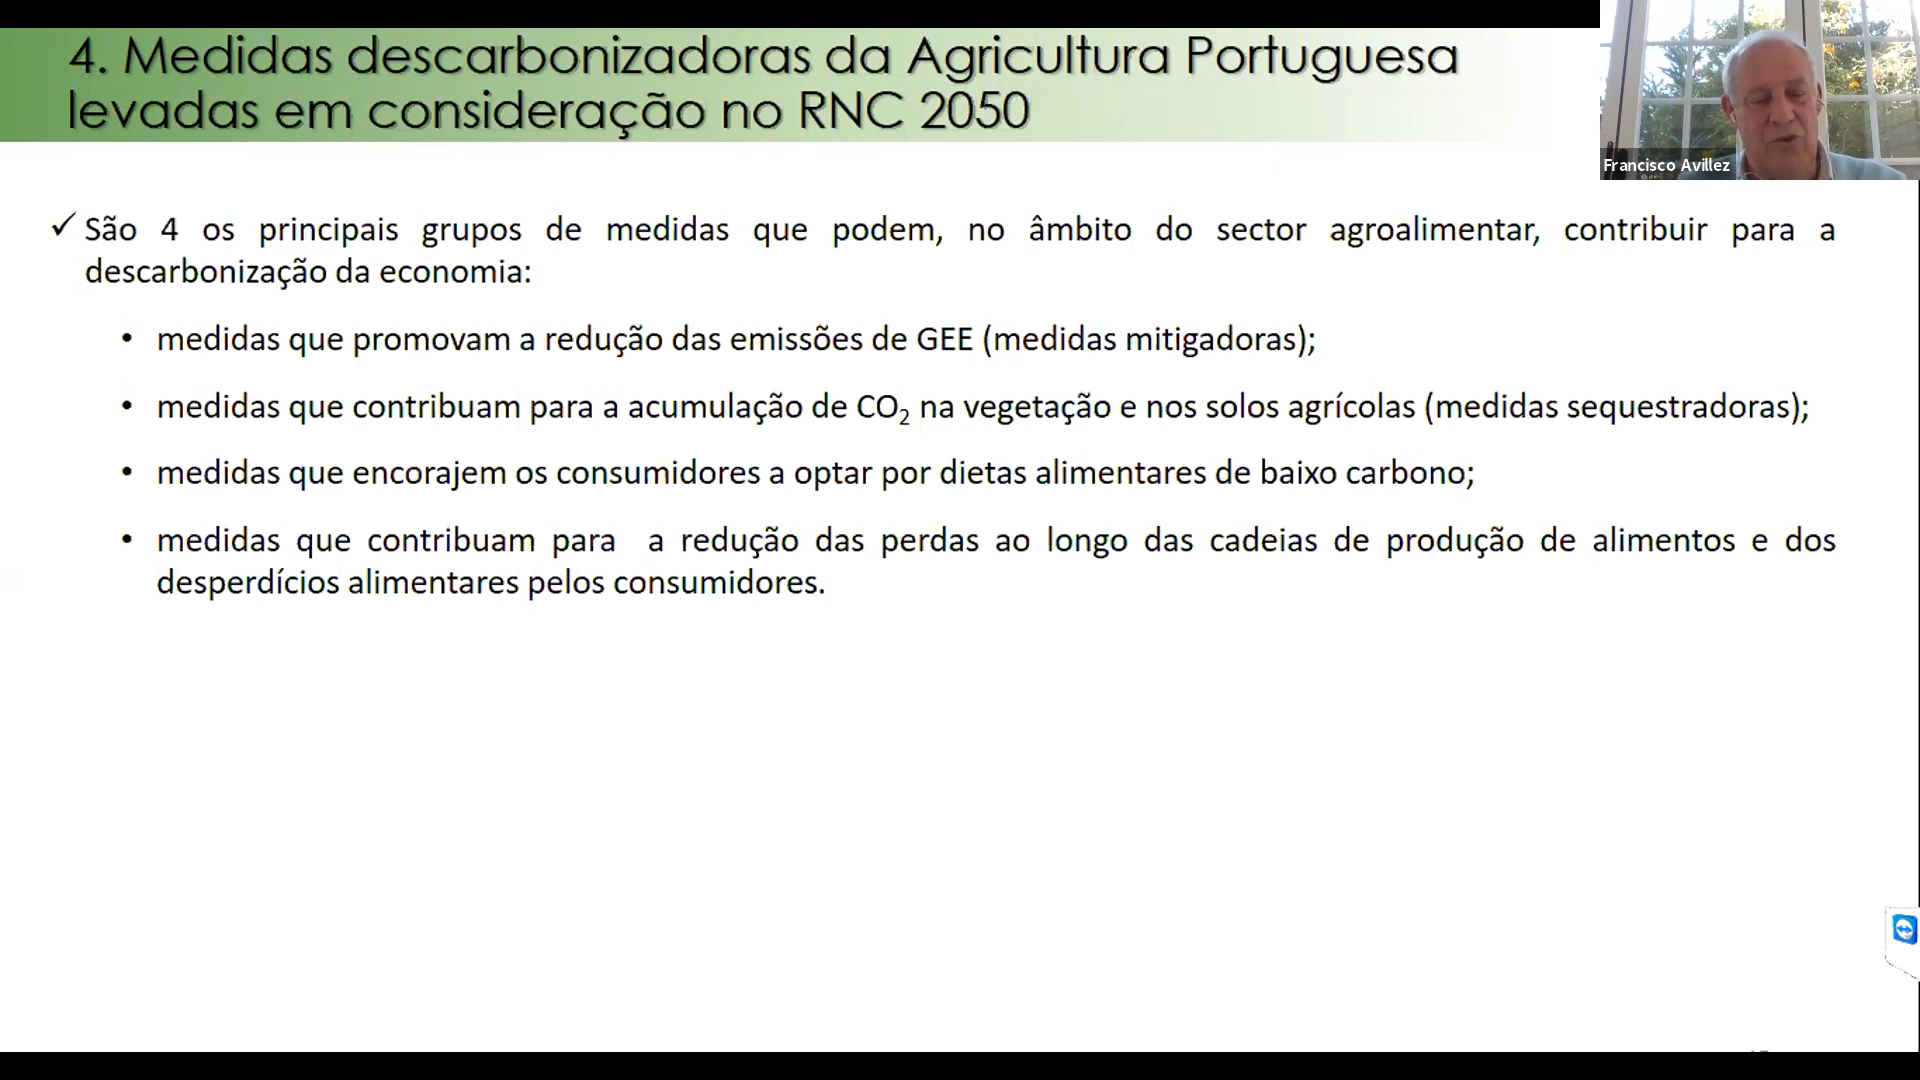 4. Medidas descarbonizadoras da Agricultura Portuguesa
levadas em consideração no RNC 2050
Francisco Avillez
✓ São 4 os principais grupos de medidas que podem, no âmbito do sector agroalimentar, contribuir para a
descarbonização da economia:
• medidas que promovam a redução das emissões de GEE (medidas mitigadoras);
• medidas que contribuam para a acumulação de CO₂ na vegetação e nos solos agrícolas (medidas sequestradoras);
• medidas que encorajem os consumidores a optar por dietas alimentares de baixo carbono;
• medidas que contribuam para a redução das perdas ao longo das cadeias de produção de alimentos e dos
desperdícios alimentares pelos consumidores.